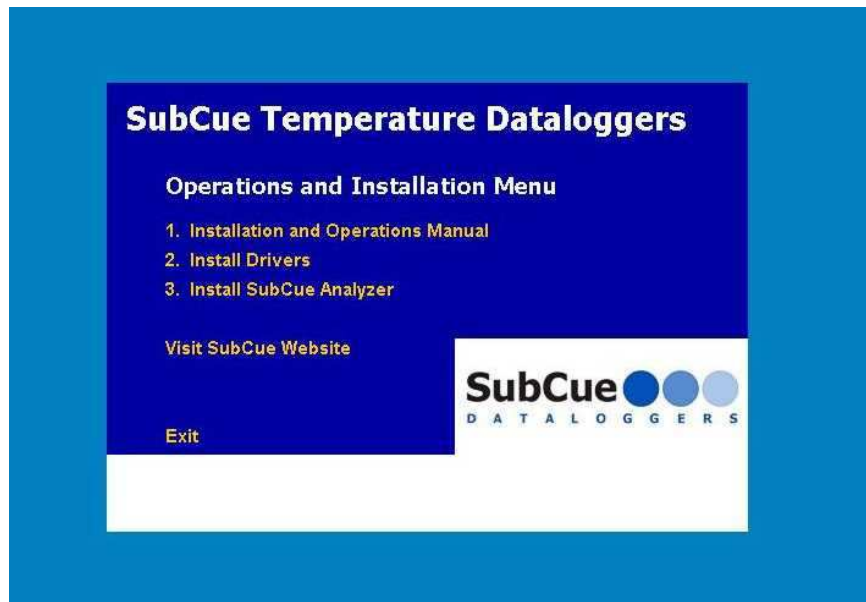 SubCue Temperature Dataloggers
Operations and Installation Menu
1. Installation and Operations Manual
2. Install Drivers
3. Install SubCue Analyzer
Visit SubCue Website
SubCue
DATALOGGERS
Exit